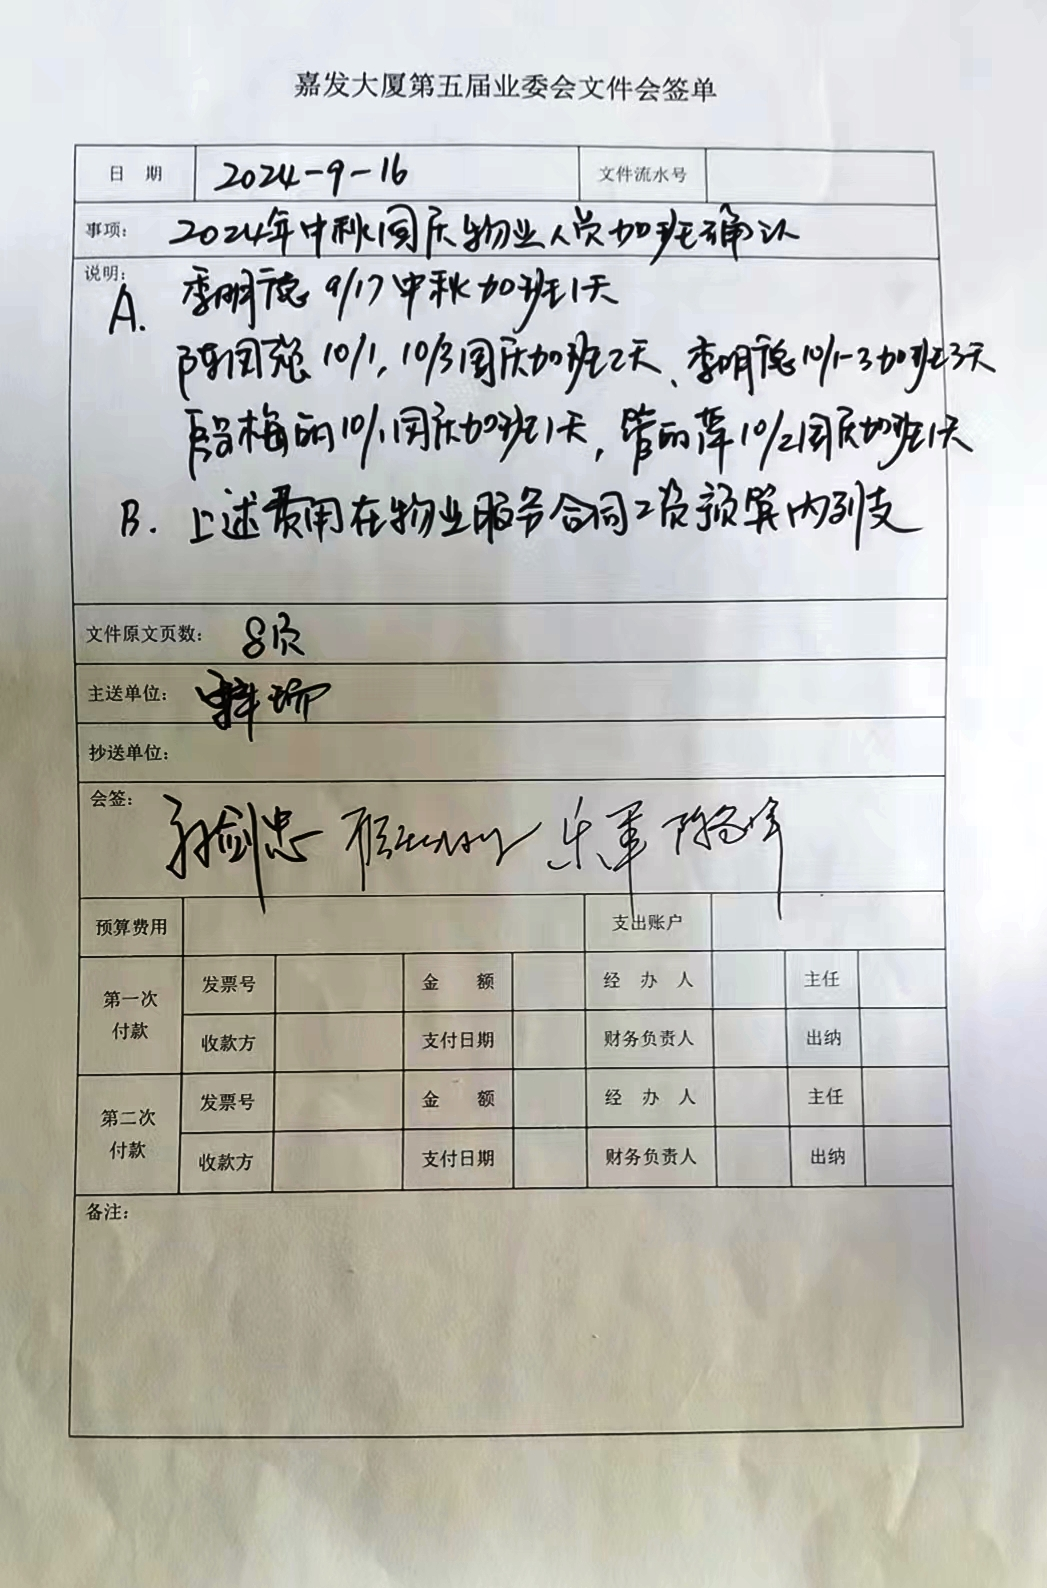 嘉发大厦第五届业委会文件会签单
日 期 2024-9-16 文件流水号
事项: 2024年中秋国庆物业人员加班确认
说明:
A. 李明德 9/17中秋加班1天
陈国强 10/1, 10/3国庆加班2天、李明德10/1-3加班3天
梅的10/1国庆加班1天, 管丽萍10/2国庆加班1天
B. 上述费用在物业服务合同2项预算内列支
文件原文页数: 8页
主送单位:
抄送单位:
会签: 孙剑忠 乐军
预算费用 支出账户
第一次付款 发票号 金 额 经 办 人 主任
收款方 支付日期 财务负责人 出纳
第二次付款 发票号 金 额 经 办 人 主任
收款方 支付日期 财务负责人 出纳
备注: